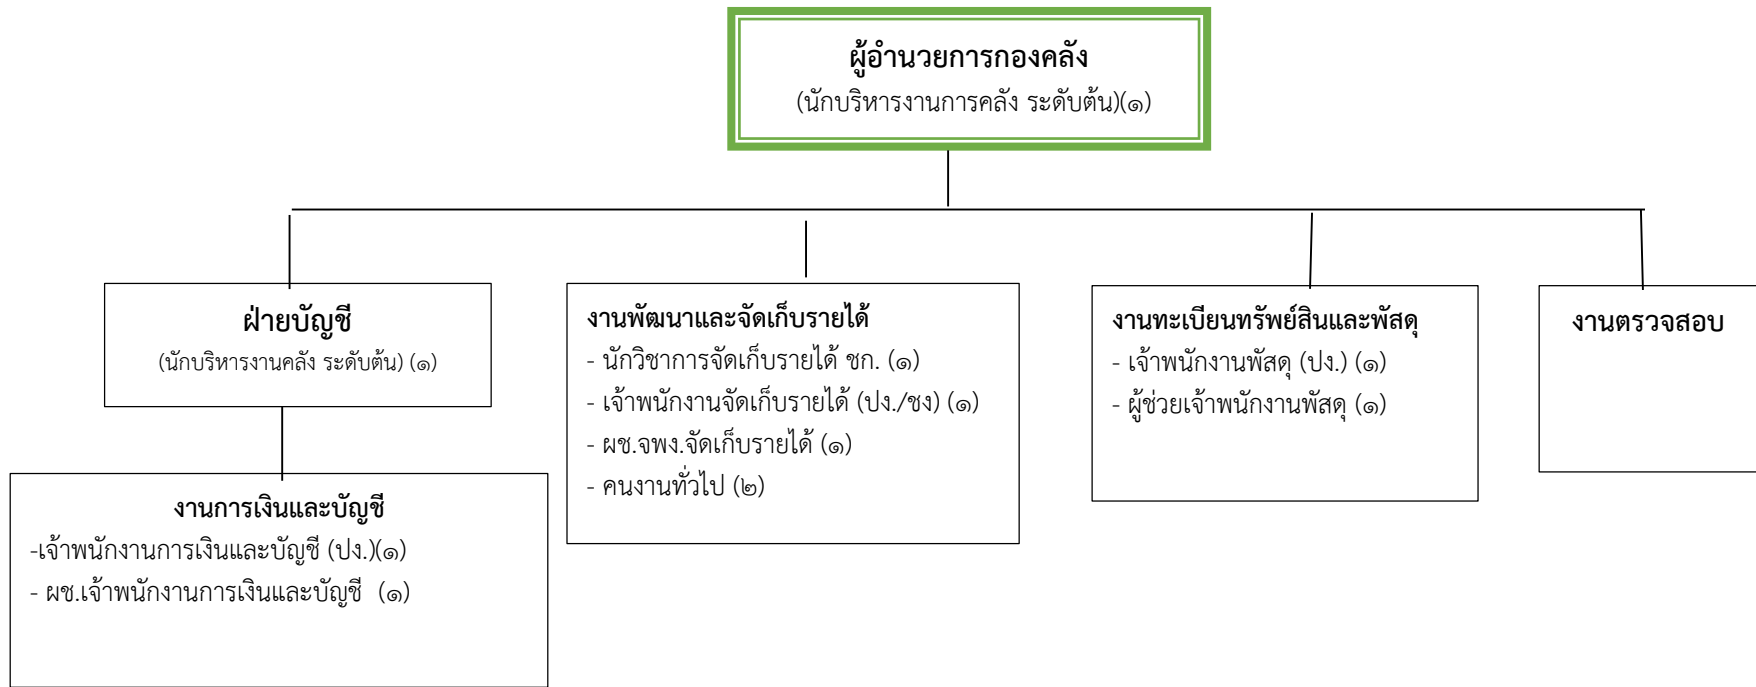 ผู้อำนวยการกองคลัง
(นักบริหารงานการคลัง ระดับต้น)(๑)
ฝ่ายบัญชี
(นักบริหารงานคลัง ระดับต้น) (๑)
งานการเงินและบัญชี
-เจ้าพนักงานการเงินและบัญชี (ปง.)(๑)
- ผช.เจ้าพนักงานการเงินและบัญชี (๑)
งานพัฒนาและจัดเก็บรายได้
- นักวิชาการจัดเก็บรายได้ ชก. (๑)
- เจ้าพนักงานจัดเก็บรายได้ (ปง./ชง) (๑)
- ผช.จพง.จัดเก็บรายได้ (๑)
- คนงานทั่วไป (๒)
งานทะเบียนทรัพย์สินและพัสดุ
- เจ้าพนักงานพัสดุ (ปง.) (๑)
- ผู้ช่วยเจ้าพนักงานพัสดุ (๑)
งานตรวจสอบ